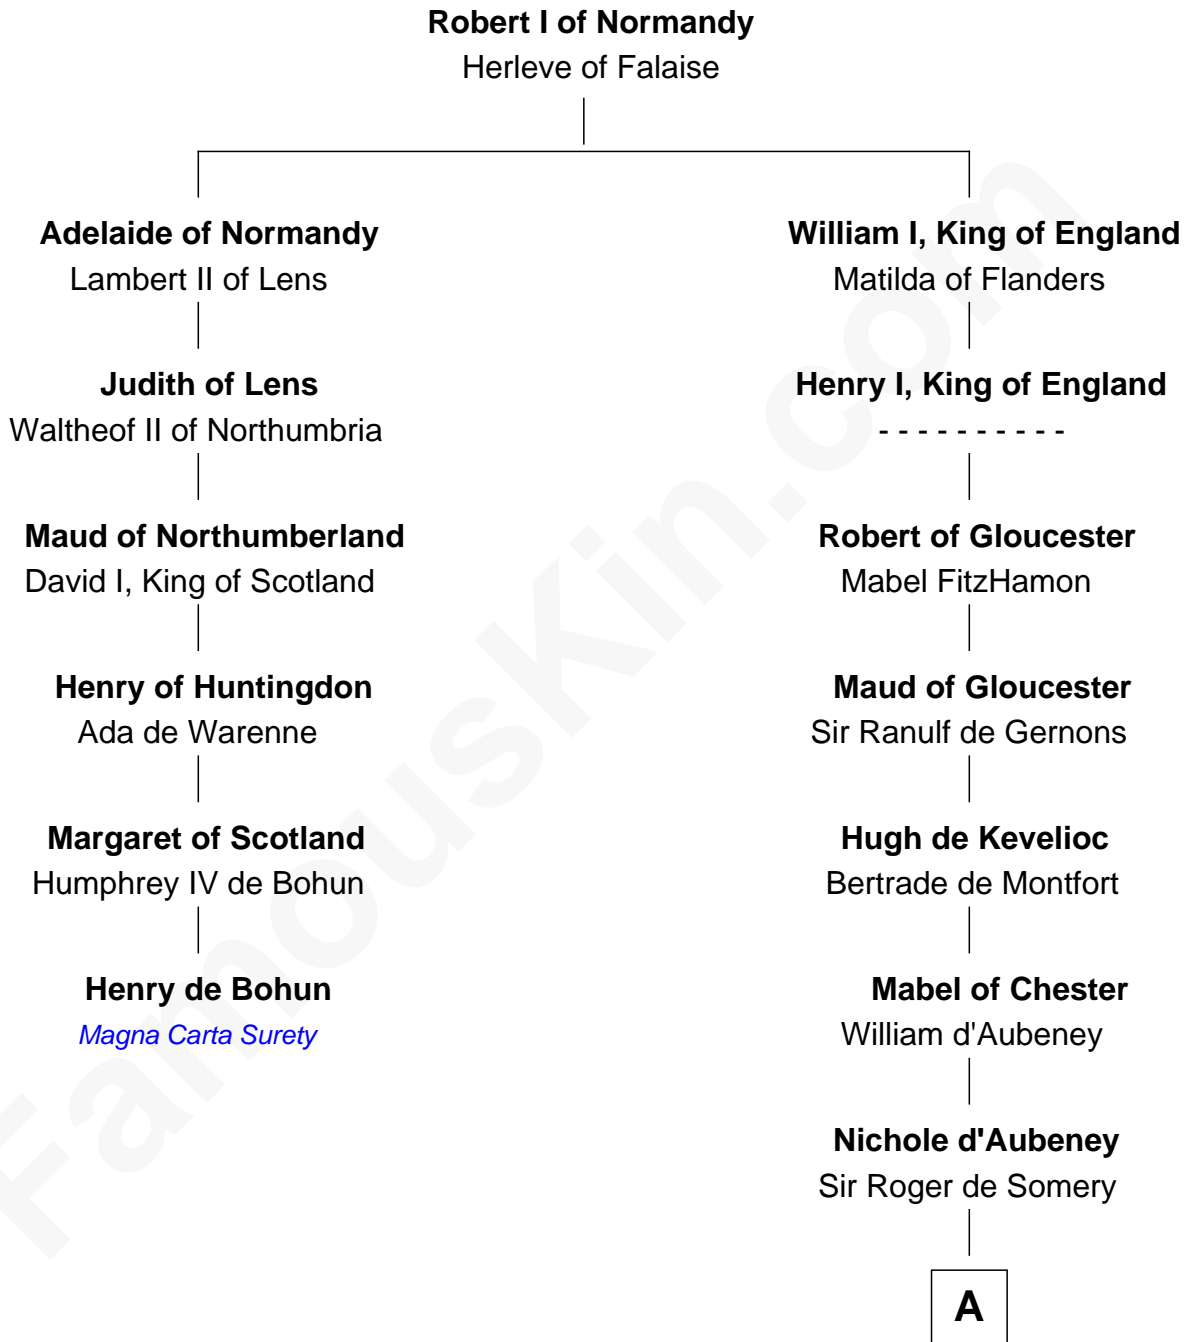 Robert I of Normandy
Herleve of Falaise
Adelaide of Normandy
Lambert II of Lens
Judith of Lens
Waltheof II of Northumbria
Maud of Northumberland
David I, King of Scotland
Henry of Huntingdon
Ada de Warenne
Margaret of Scotland
Humphrey IV de Bohun
Henry de Bohun
Magna Carta Surety
William I, King of England
Matilda of Flanders
Henry I, King of England
- - - - - - - - - -
Robert of Gloucester
Mabel FitzHamon
Maud of Gloucester
Sir Ranulf de Gernons
Hugh de Kevelioc
Bertrade de Montfort
Mabel of Chester
William d'Aubeney
Nichole d'Aubeney
Sir Roger de Somery
A
FamousKin.com